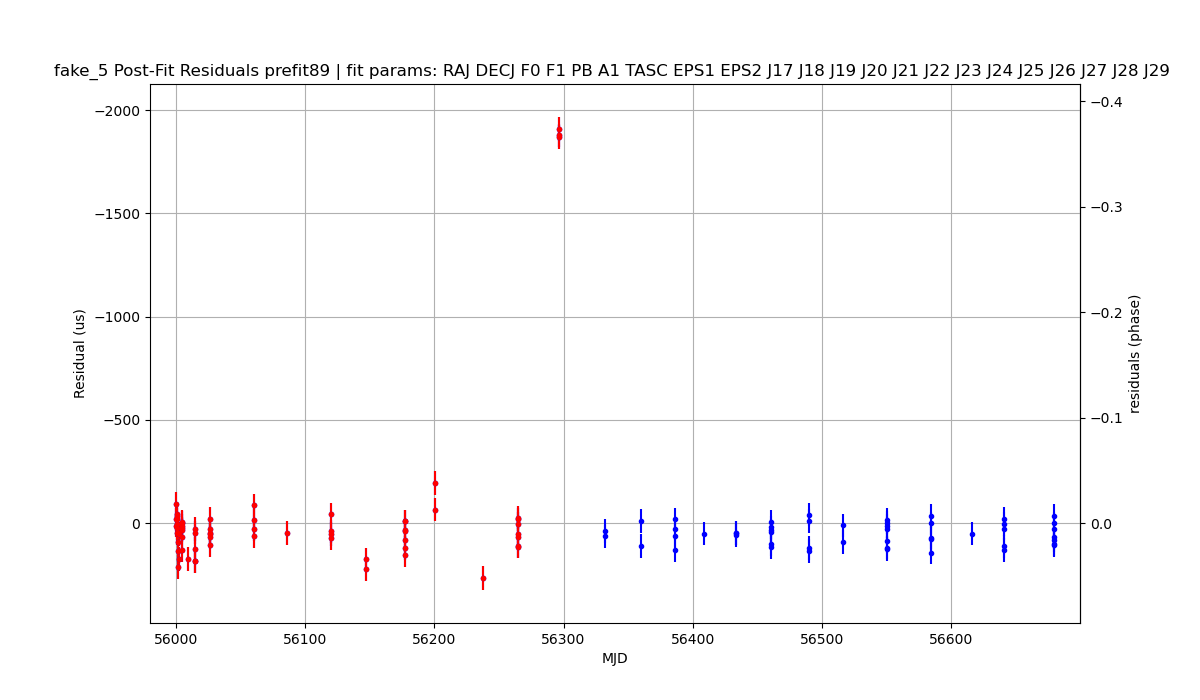 fake_5 Post-Fit Residuals prefit89 | fit params: RAJ DECJ F0 F1 PB A1 TASC EPS1 EPS2 J17 J18 J19 J20 J21 J22 J23 J24 J25 J26 J27 J28 J29
−2000
−1500
−1000
−500
0
Residual (us)
−0.4
−0.3
−0.2
−0.1
0.0
residuals (phase)
56000 56100 56200 56300 56400 56500 56600
MJD